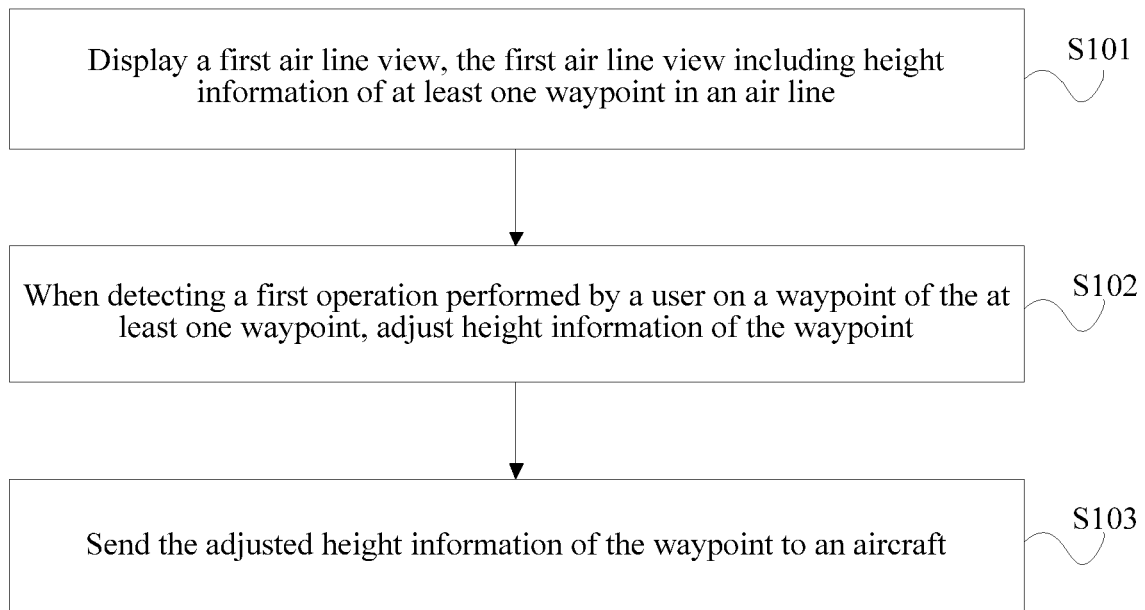 Display a first air line view, the first air line view including height
information of at least one waypoint in an air line
S101
When detecting a first operation performed by a user on a waypoint of the at
least one waypoint, adjust height information of the waypoint
S102
Send the adjusted height information of the waypoint to an aircraft
S103